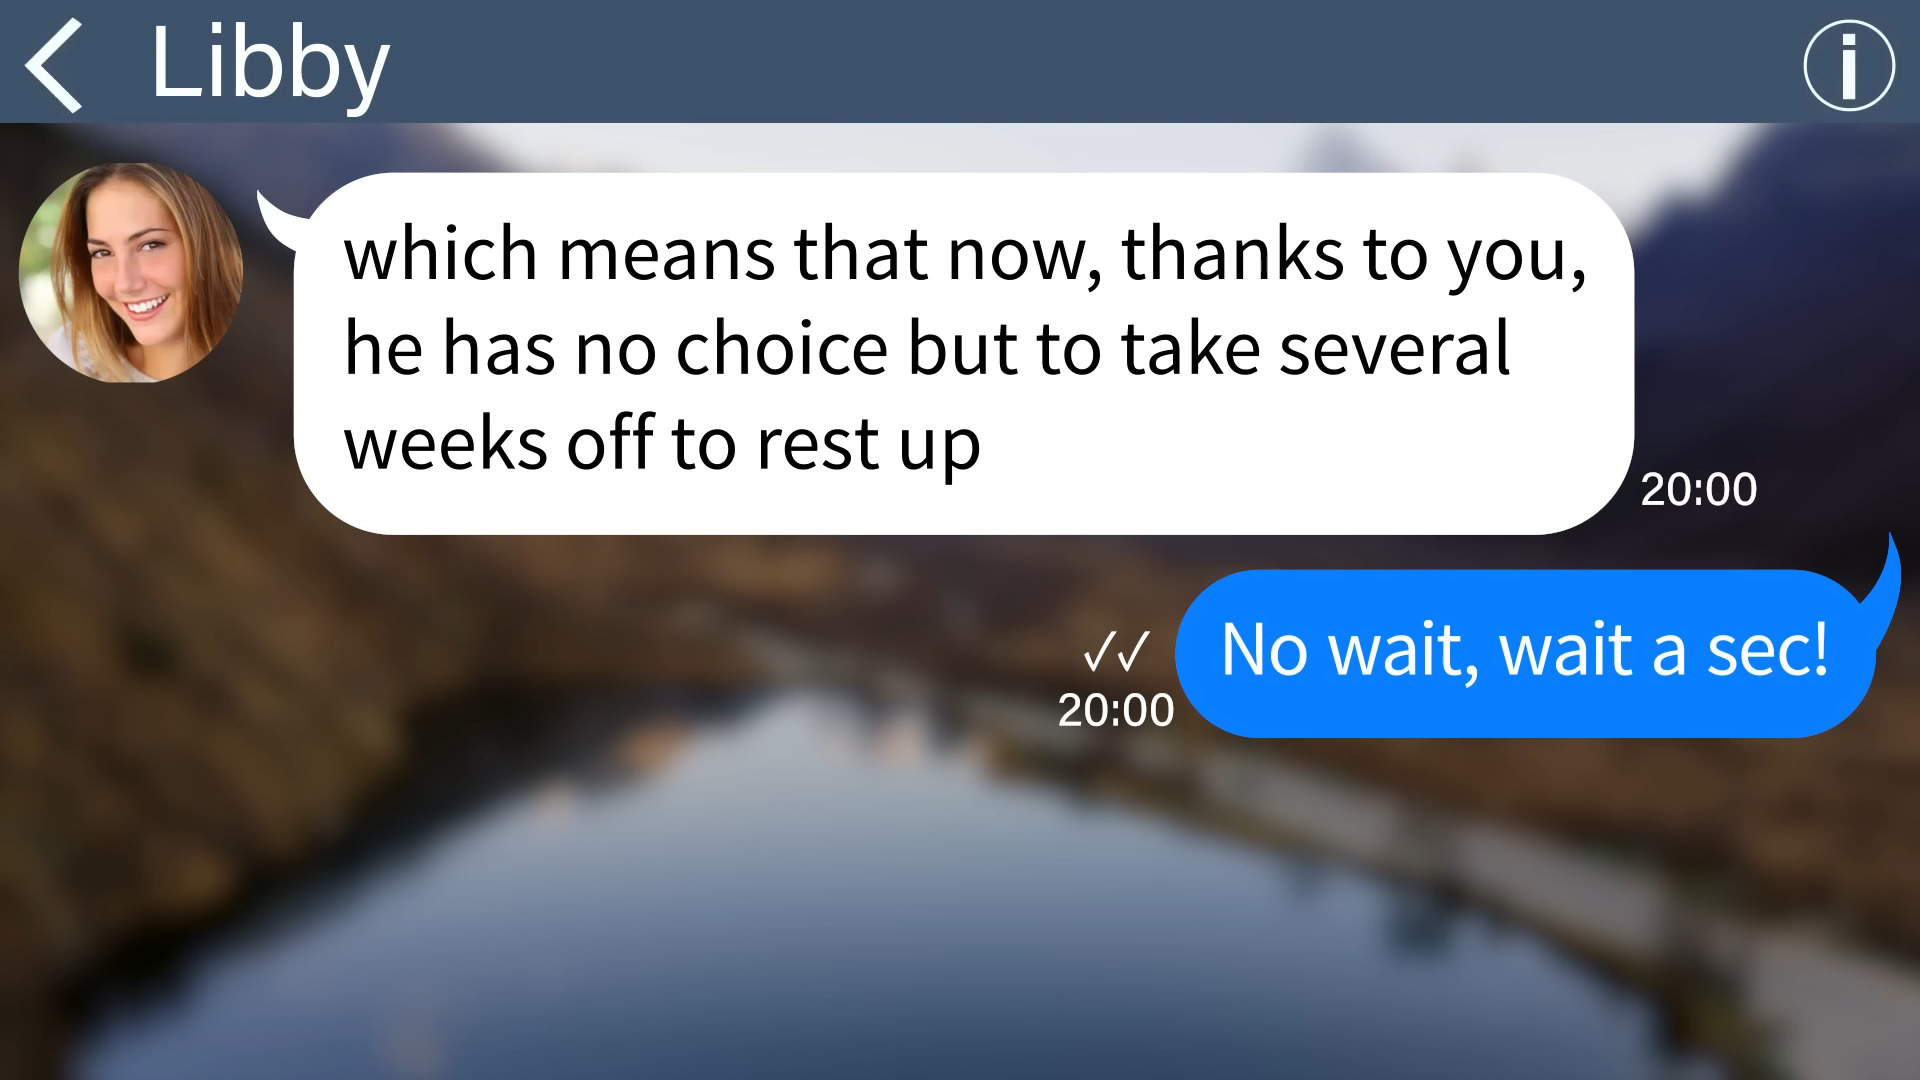 Libby
which means that now, thanks to you,
he has no choice but to take several
weeks off to rest up
20:00
No wait, wait a sec!
✓✓
20:00